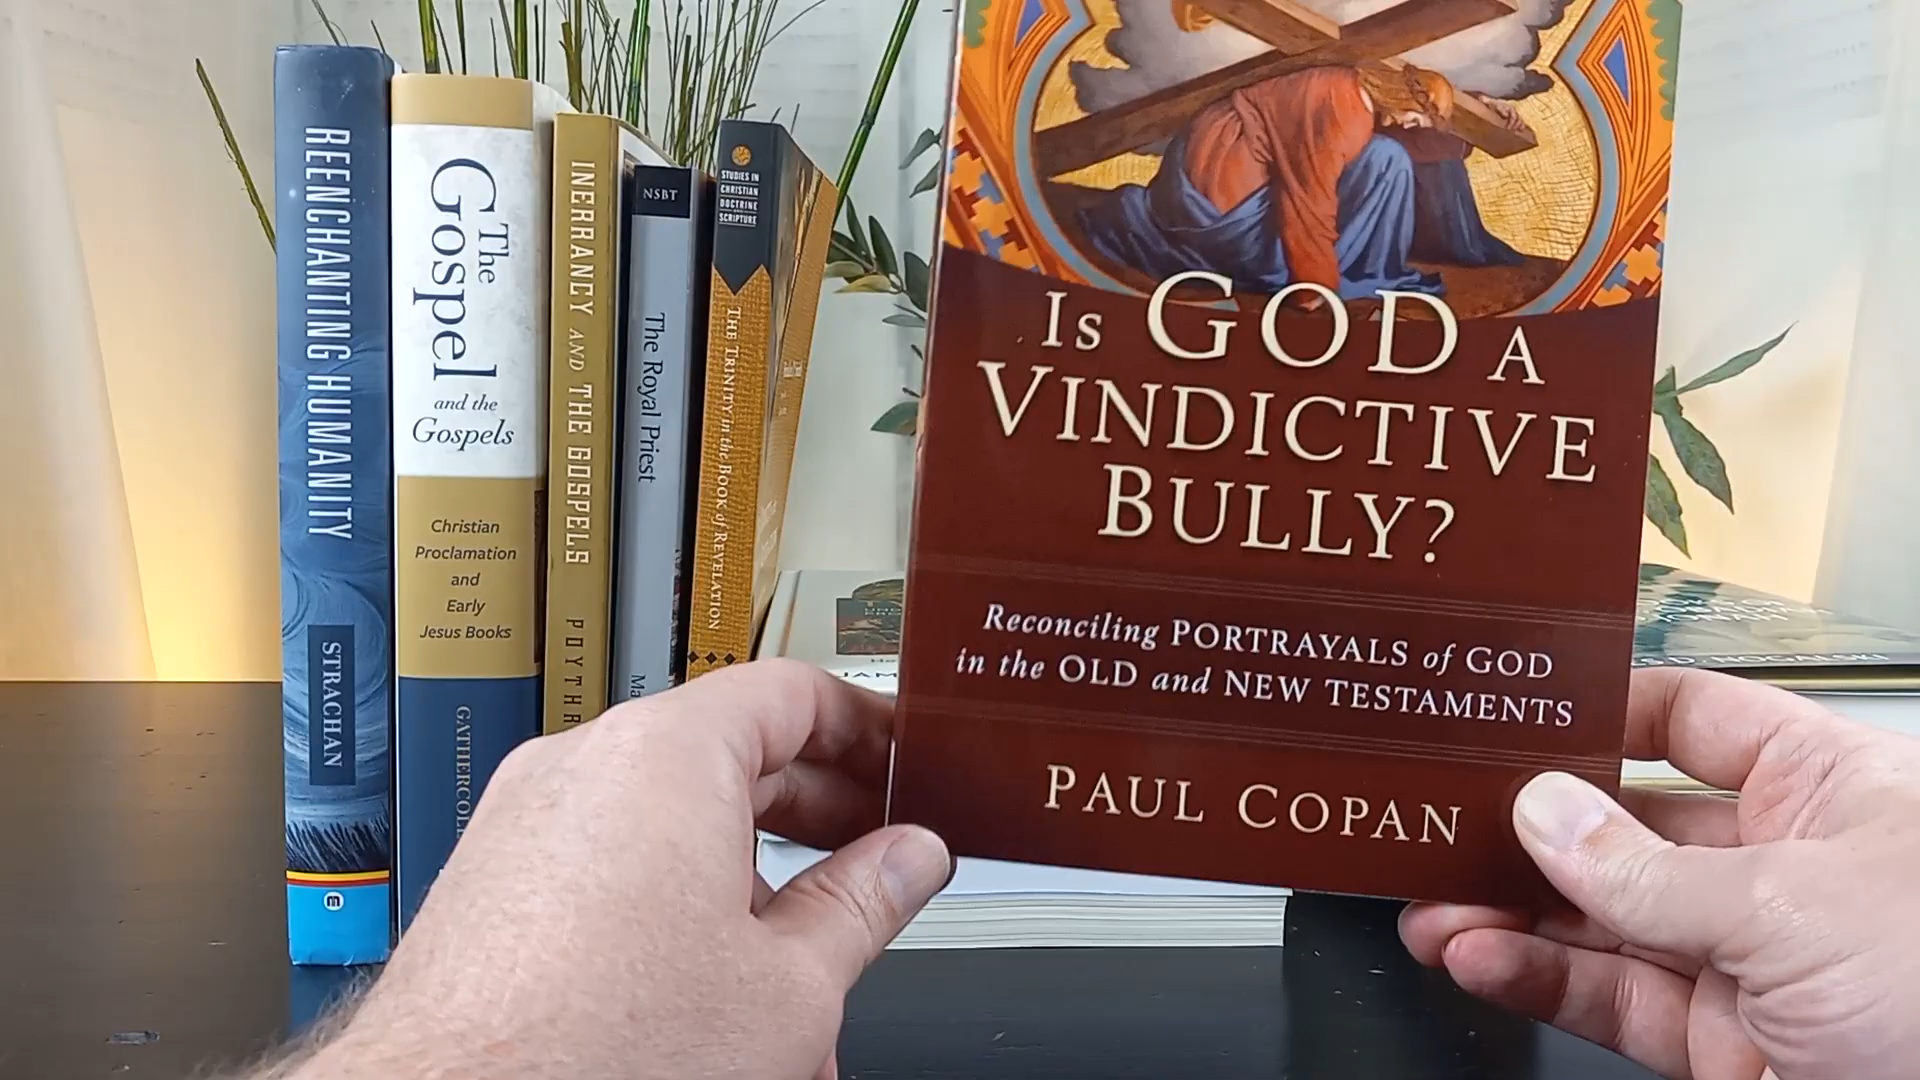 REENCHANTING HUMANITY
STRACHAN
The
Gospel
and the
Gospels
Christian
Proclamation
and
Early
Jesus Books
INERRANCY AND THE GOSPELS
NSBT
The Royal Priest
STUDIES IN
CHRISTIAN
DOCTRINE
AND
SCRIPTURE
THE TRINITY in the BOOK of REVELATION
Is GOD A
VINDICTIVE
BULLY?
Reconciling PORTRAYALS of GOD
in the OLD and NEW TESTAMENTS
PAUL COPAN